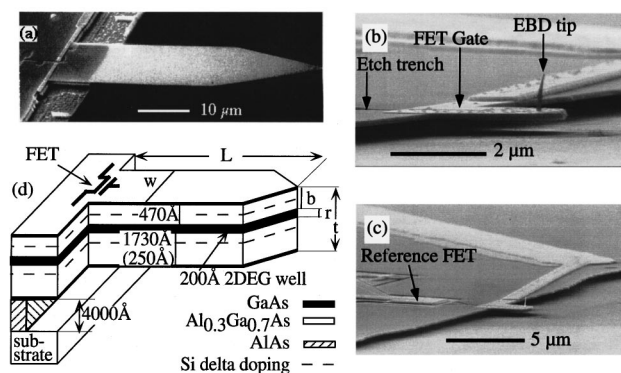 (a)
10 μm
(b)
EBD tip
FET Gate
Etch trench
2 μm
(c)
Reference FET
5 μm
(d)
FET
L
w
b
r
t
470Å
1730Å
(250Å)
200Å 2DEG well
4000Å
sub-
strate
GaAs
Al0.3Ga0.7As
AlAs
Si delta doping